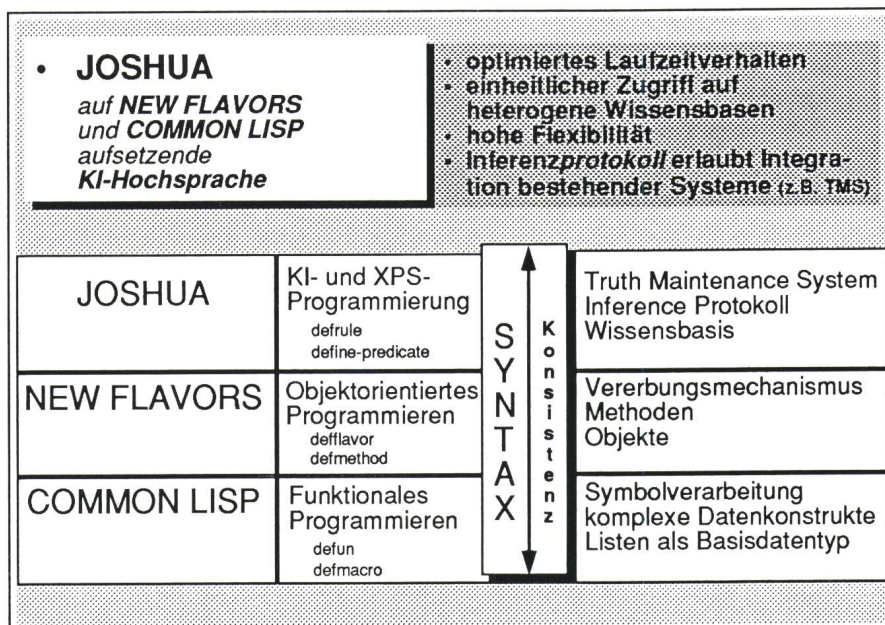 • JOSHUA
auf NEW FLAVORS
und COMMON LISP
aufsetzende
KI-Hochsprache
• optimiertes Laufzeitverhalten
• einheitlicher Zugriff auf
heterogene Wissensbasen
• hohe Flexibilität
• Inferenzprotokoll erlaubt Integra-
tion bestehender Systeme (z.B. TMS)
JOSHUA
KI- und XPS-
Programmierung
defrule
define-predicate
NEW FLAVORS
Objektorientiertes
Programmieren
defflavor
defmethod
COMMON LISP
Funktionales
Programmieren
defun
defmacro
SYNTAX
Konsistenz
Truth Maintenance System
Inference Protokoll
Wissensbasis
Vererbungsmechanismus
Methoden
Objekte
Symbolverarbeitung
komplexe Datenkonstrukte
Listen als Basisdatentyp